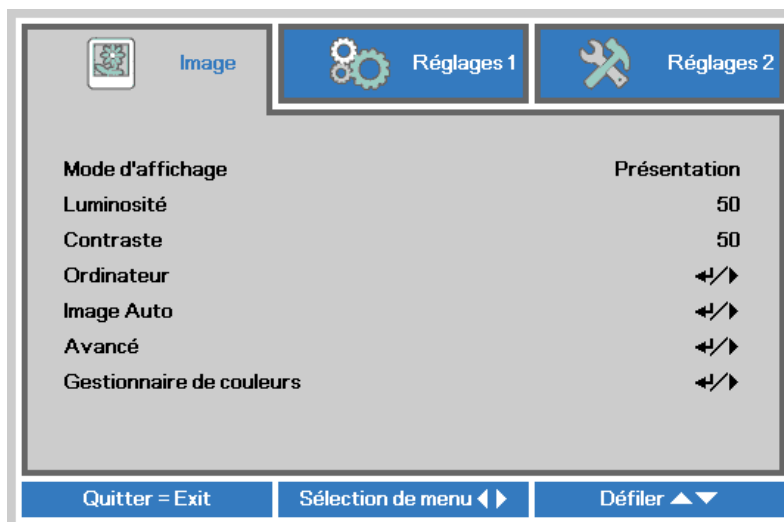 Image Réglages 1 Réglages 2
Mode d'affichage Présentation
Luminosité 50
Contraste 50
Ordinateur
Image Auto
Avancé
Gestionnaire de couleurs
Quitter = Exit Sélection de menu Défiler